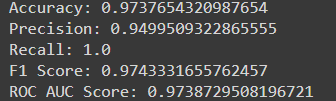 Accuracy: 0.9737654320987654
Precision: 0.9499509322865555
Recall: 1.0
F1 Score: 0.9743331655762457
ROC AUC Score: 0.9738729508196721